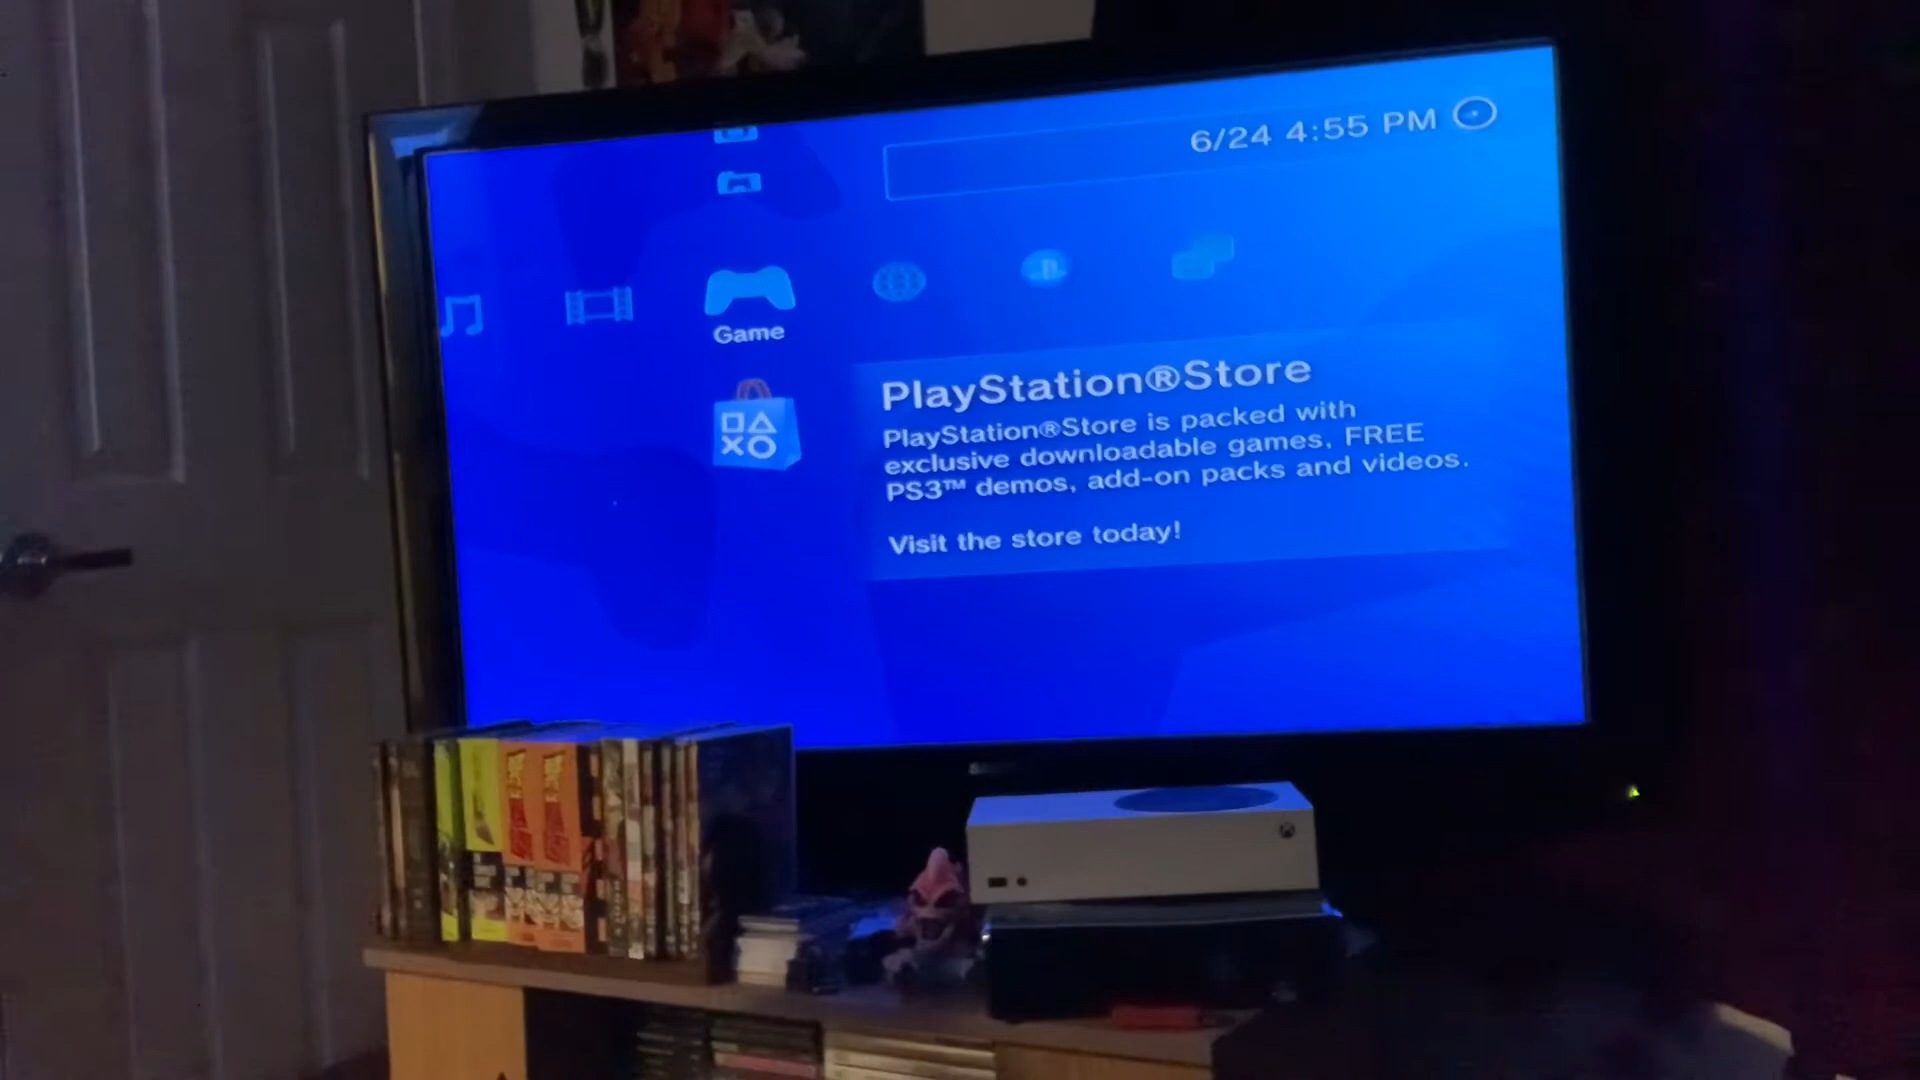 6/24 4:55 PM
Game
PlayStation®Store
PlayStation®Store is packed with
exclusive downloadable games, FREE
PS3™ demos, add-on packs and videos.
Visit the store today!